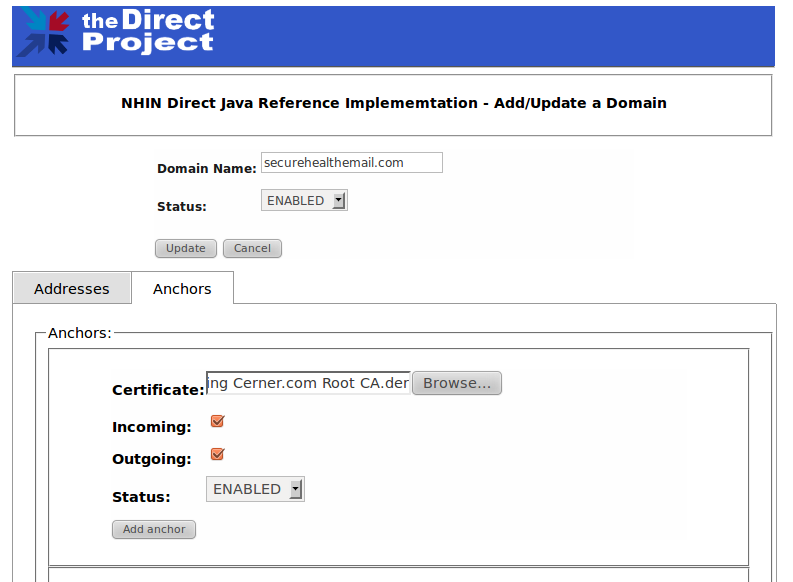 the Direct
Project
NHIN Direct Java Reference Implememtation - Add/Update a Domain
Domain Name: securehealthemail.com
Status: ENABLED
Update Cancel
Addresses Anchors
Anchors:
Certificate: ing Cerner.com Root CA.der Browse...
Incoming:
Outgoing:
Status: ENABLED
Add anchor